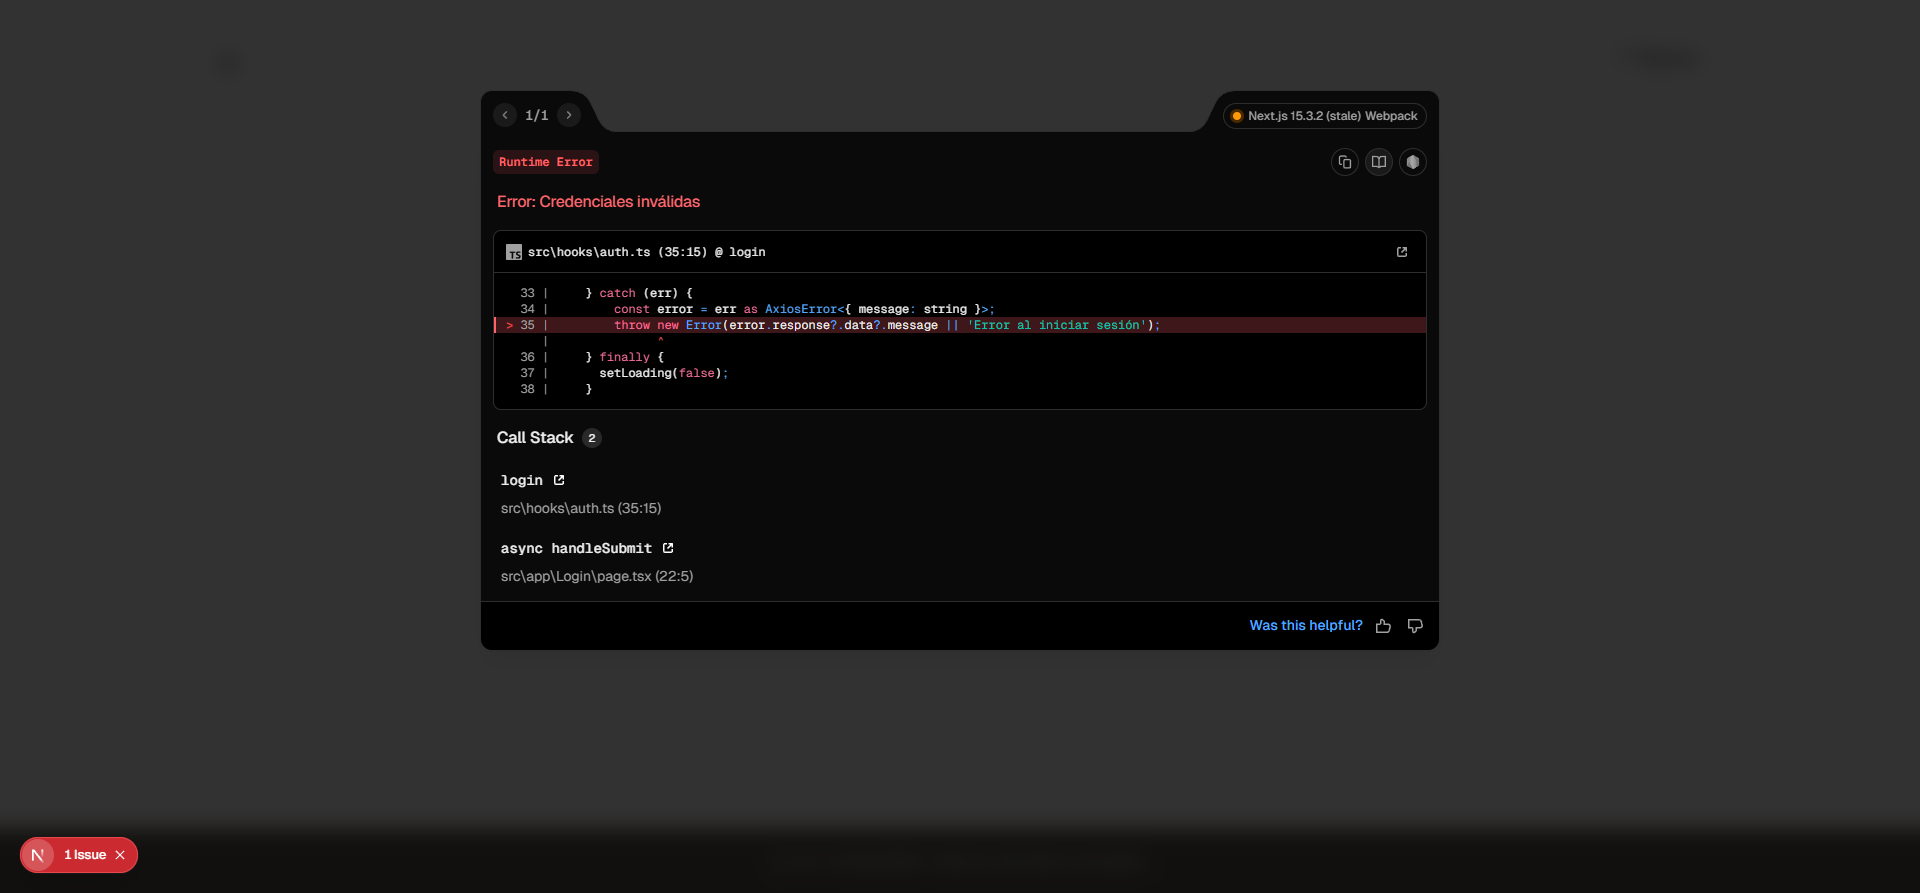 1/1
Next.js 15.3.2 (stale) Webpack
Runtime Error
Error: Credenciales inválidas
TS src\hooks\auth.ts (35:15) @ login
33 |     } catch (err) {
34 |         const error = err as AxiosError<{ message: string }>;
> 35 |         throw new Error(error.response?.data?.message || 'Error al iniciar sesión');
|               ^
36 |     } finally {
37 |       setLoading(false);
38 |     }
Call Stack 2
login
src\hooks\auth.ts (35:15)
async handleSubmit
src\app\Login\page.tsx (22:5)
Was this helpful?
N 1 Issue